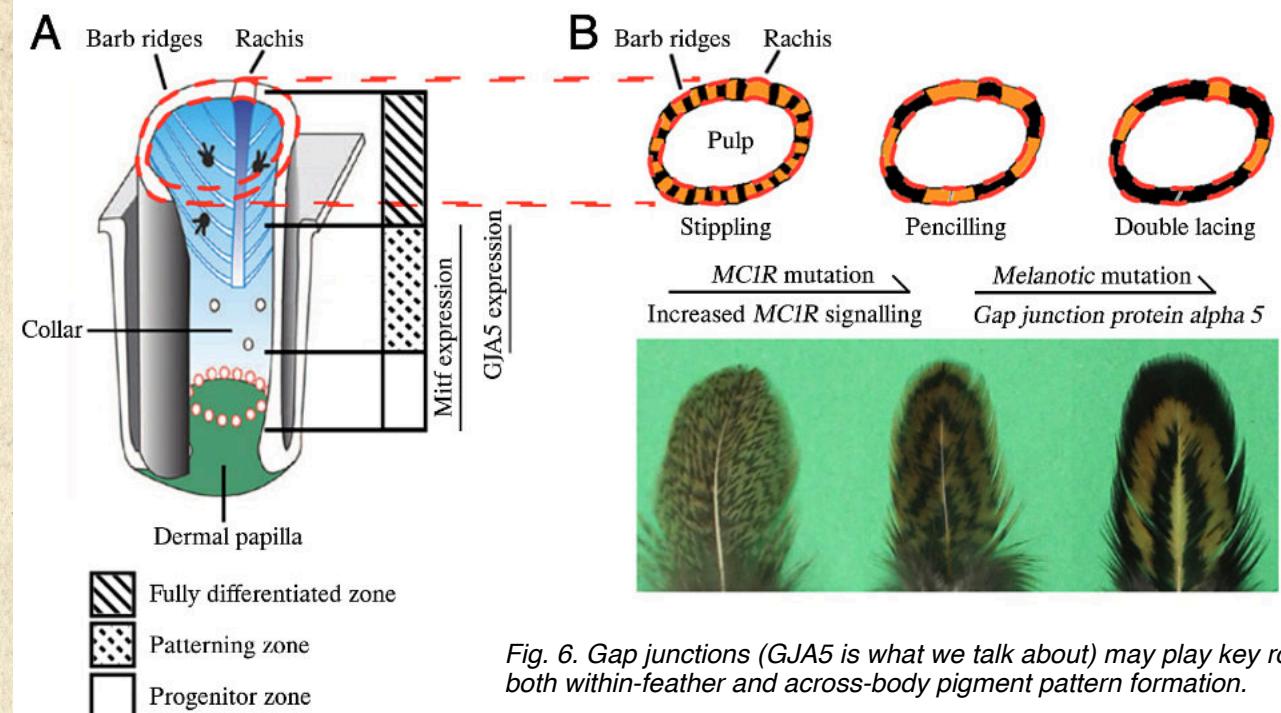 A
Barb ridges Rachis
Collar
Dermal papilla
Mitf expression
GJA5 expression
Fully differentiated zone
Patterning zone
Progenitor zone
B
Barb ridges Rachis
Pulp
Stippling
Pencilling
Double lacing
MC1R mutation
Increased MC1R signalling
Melanotic mutation
Gap junction protein alpha 5
Fig. 6. Gap junctions (GJA5 is what we talk about) may play key
both within-feather and across-body pigment pattern formation.